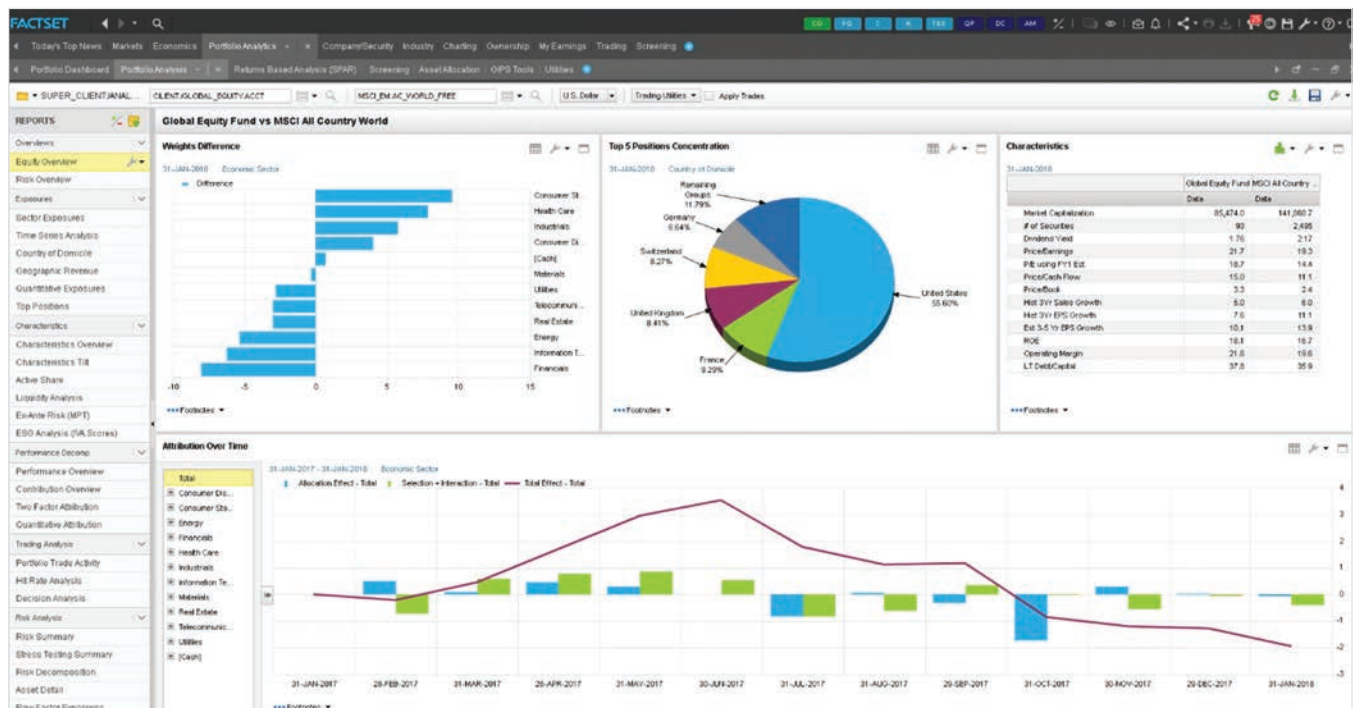 FACTSET
CG FQ C N TEX QF DC AM
Today's Top News Markets Economics Portfolio Analytics Company/Security Industry Charting Ownership My Earnings Trading Screening
Portfolio Dashboard Portfolio Analysis Returns Based Analysis (SPAR) Screening Asset Allocation GIPS Tools Utilities
SUPER_CLIENT/ANAL... CLIENT:/GLOBAL_EQUITY.ACCT MSCI_EM:AC_WORLD_FREE U.S. Dollar Trading Utilities Apply Trades
REPORTS
Overviews
Equity Overview
Risk Overview
Exposures
Sector Exposures
Time Series Analysis
Country of Domicile
Geographic Revenue
Quantitative Exposures
Top Positions
Characteristics
Characteristics Overview
Characteristics Tilt
Active Share
Liquidity Analysis
Ex-Ante Risk (MPT)
ESG Analysis (IVA Scores)
Performance Decomp
Performance Overview
Contribution Overview
Two Factor Attribution
Quantitative Attribution
Trading Analysis
Portfolio Trade Activity
Hit Rate Analysis
Decision Analysis
Risk Analysis
Risk Summary
Stress Testing Summary
Risk Decomposition
Asset Detail
Global Equity Fund vs MSCI All Country World
Weights Difference
31-JAN-2018 Economic Sector
Difference
Consumer St..
Health Care
Industrials
Consumer Di..
[Cash]
Materials
Utilities
Telecommuni...
Real Estate
Energy
Information T...
Financials
-10 -5 0 5 10 15
Footnotes
Top 5 Positions Concentration
31-JAN-2018 Country of Domicile
Remaining
Groups
11.79%
Germany
6.64%
Switzerland
8.27%
United Kingdom
8.41%
France
9.29%
United States
55.60%
Footnotes
Characteristics
31-JAN-2018
Global Equity Fund MSCI All Country ...
Data Data
Market Capitalization 85,474.0 141,060.7
# of Securities 93 2,495
Dividend Yield 1.76 2.17
Price/Earnings 21.7 19.3
P/E using FY1 Est 18.7 14.4
Price/Cash Flow 15.0 11.1
Price/Book 3.3 2.4
Hist 3Yr Sales Growth 5.0 6.0
Hist 3Yr EPS Growth 7.6 11.1
Est 3-5 Yr EPS Growth 10.1 13.9
ROE 18.1 16.7
Operating Margin 21.8 19.6
LT Debt/Capital 37.8 35.9
Footnotes
Attribution Over Time
31-JAN-2017 - 31-JAN-2018 Economic Sector
Allocation Effect - Total Selection + Interaction - Total Total Effect - Total
Total
Consumer Dis...
Consumer Sta...
Energy
Financials
Health Care
Industrials
Information Te...
Materials
Real Estate
Telecommunic...
Utilities
[Cash]
4
3
2
1
0
-1
-2
-3
31-JAN-2017 28-FEB-2017 31-MAR-2017 28-APR-2017 31-MAY-2017 30-JUN-2017 31-JUL-2017 31-AUG-2017 29-SEP-2017 31-OCT-2017 30-NOV-2017 29-DEC-2017 31-JAN-2018
Footnotes